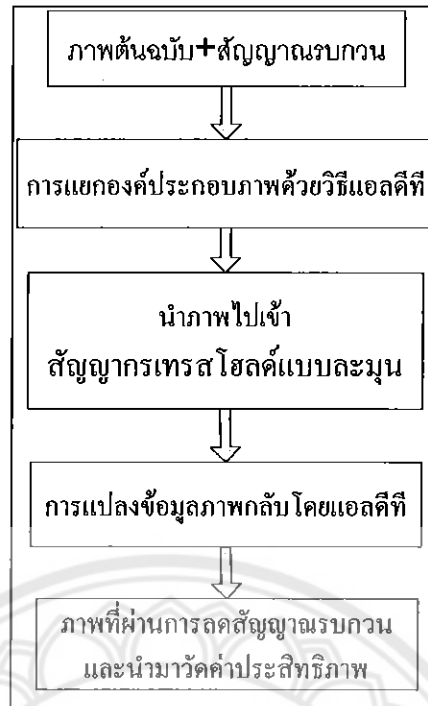 ภาพต้นฉบับ+สัญญาณรบกวน
การแยกองค์ประกอบภาพด้วยวิธีแอลดีที
นำภาพไปเข้า
สัญญากรเทรสโฮลด์แบบละมุน
การแปลงข้อมูลภาพกลับโดยแอลดีที
ภาพที่ผ่านการลดสัญญาณรบกวน
และนำมาวัดค่าประสิทธิภาพ